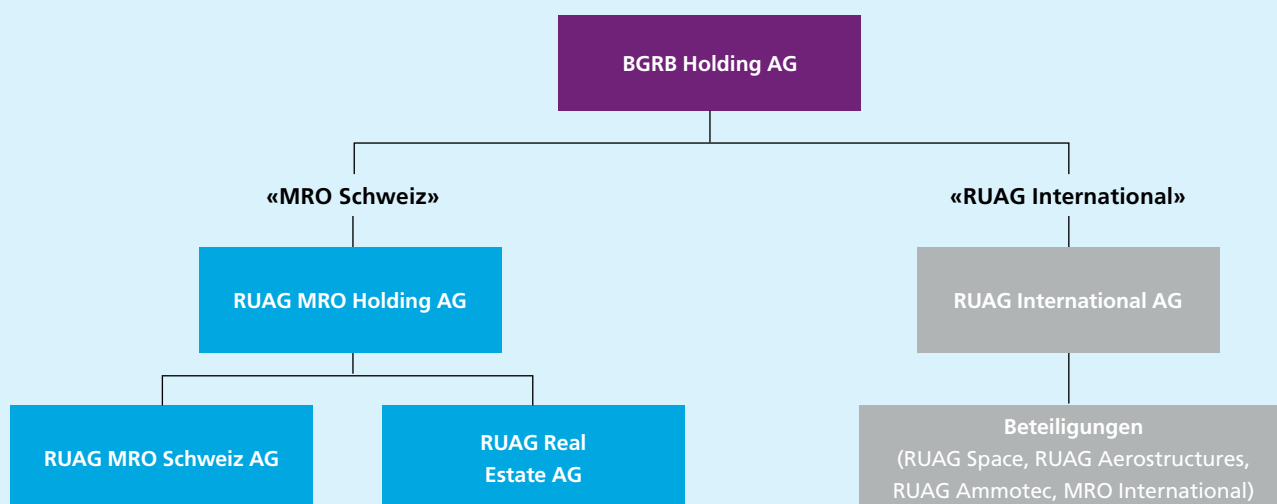 BGRB Holding AG
«MRO Schweiz»
«RUAG International»
RUAG MRO Holding AG
RUAG International AG
RUAG MRO Schweiz AG
RUAG Real
Estate AG
Beteiligungen
(RUAG Space, RUAG Aerostructures,
RUAG Ammotec, MRO International)